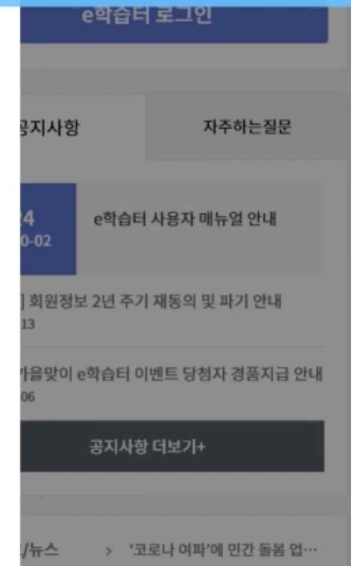 e학습터 로그인
공지사항 자주하는질문
24 e학습터 사용자 매뉴얼 안내
0-02
] 회원정보 2년 주기 재동의 및 파기 안내
13
가을맞이 e학습터 이벤트 당첨자 경품지급 안내
06
공지사항 더보기+
/뉴스 > '코로나 여파'에 민간 돌봄 업…